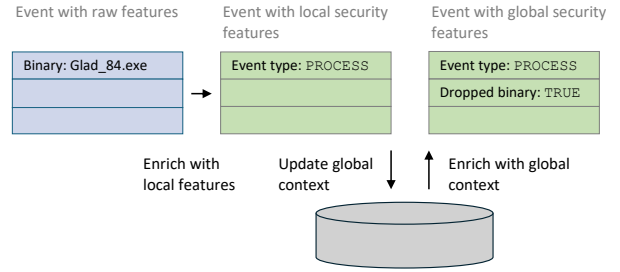 Event with raw features
Event with local security
features
Event with global security
features
Binary: Glad_84.exe
Event type: PROCESS
Event type: PROCESS
Dropped binary: TRUE
Enrich with
local features
Update global
context
Enrich with global
context